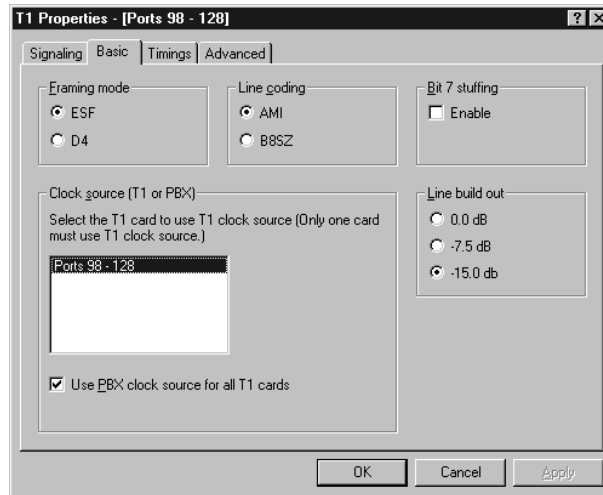 T1 Properties - [Ports 98 - 128]
Signaling Basic Timings Advanced
Framing mode
ESF
D4
Line coding
AMI
B8SZ
Bit 7 stuffing
Enable
Clock source (T1 or PBX)
Select the T1 card to use T1 clock source (Only one card
must use T1 clock source.)
Ports 98 - 128
Use PBX clock source for all T1 cards
Line build out
0.0 dB
-7.5 dB
-15.0 db
OK Cancel Apply